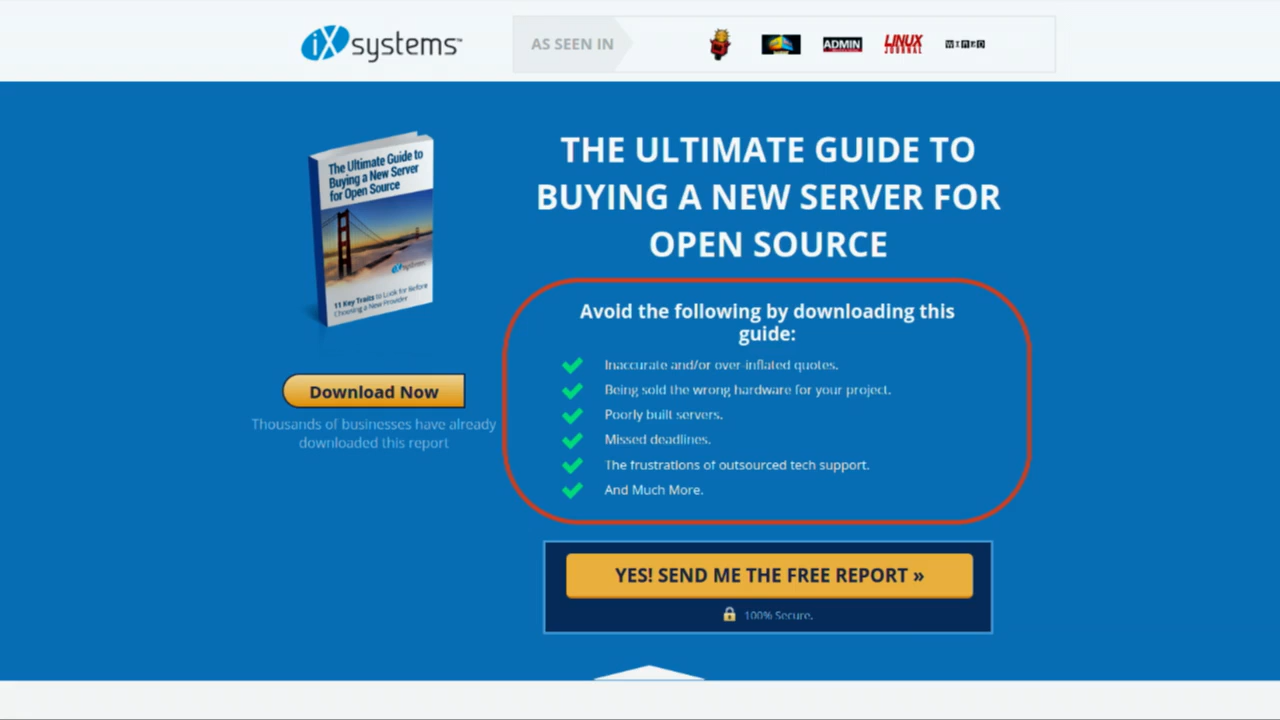 iXsystems™
AS SEEN IN
ADMIN
LINUX
JOURNAL
WIRED
The Ultimate Guide to
Buying a New Server
for Open Source
iXsystems
11 Key Traits to Look for Before
Choosing a New Provider
Download Now
Thousands of businesses have already
downloaded this report
THE ULTIMATE GUIDE TO
BUYING A NEW SERVER FOR
OPEN SOURCE
Avoid the following by downloading this
guide:
Inaccurate and/or over-inflated quotes.
Being sold the wrong hardware for your project.
Poorly built servers.
Missed deadlines.
The frustrations of outsourced tech support.
And Much More.
YES! SEND ME THE FREE REPORT »
100% Secure.